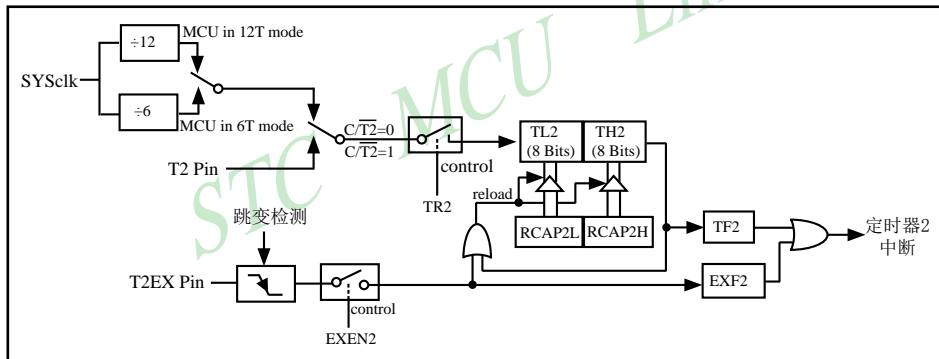 STC MCU Li
÷12
MCU in 12T mode
SYSclk
÷6
MCU in 6T mode
C/T2=0
C/T2=1
T2 Pin
control
TR2
TL2
(8 Bits)
TH2
(8 Bits)
reload
RCAP2L
RCAP2H
TF2
EXF2
定时器2
中断
跳变检测
T2EX Pin
control
EXEN2